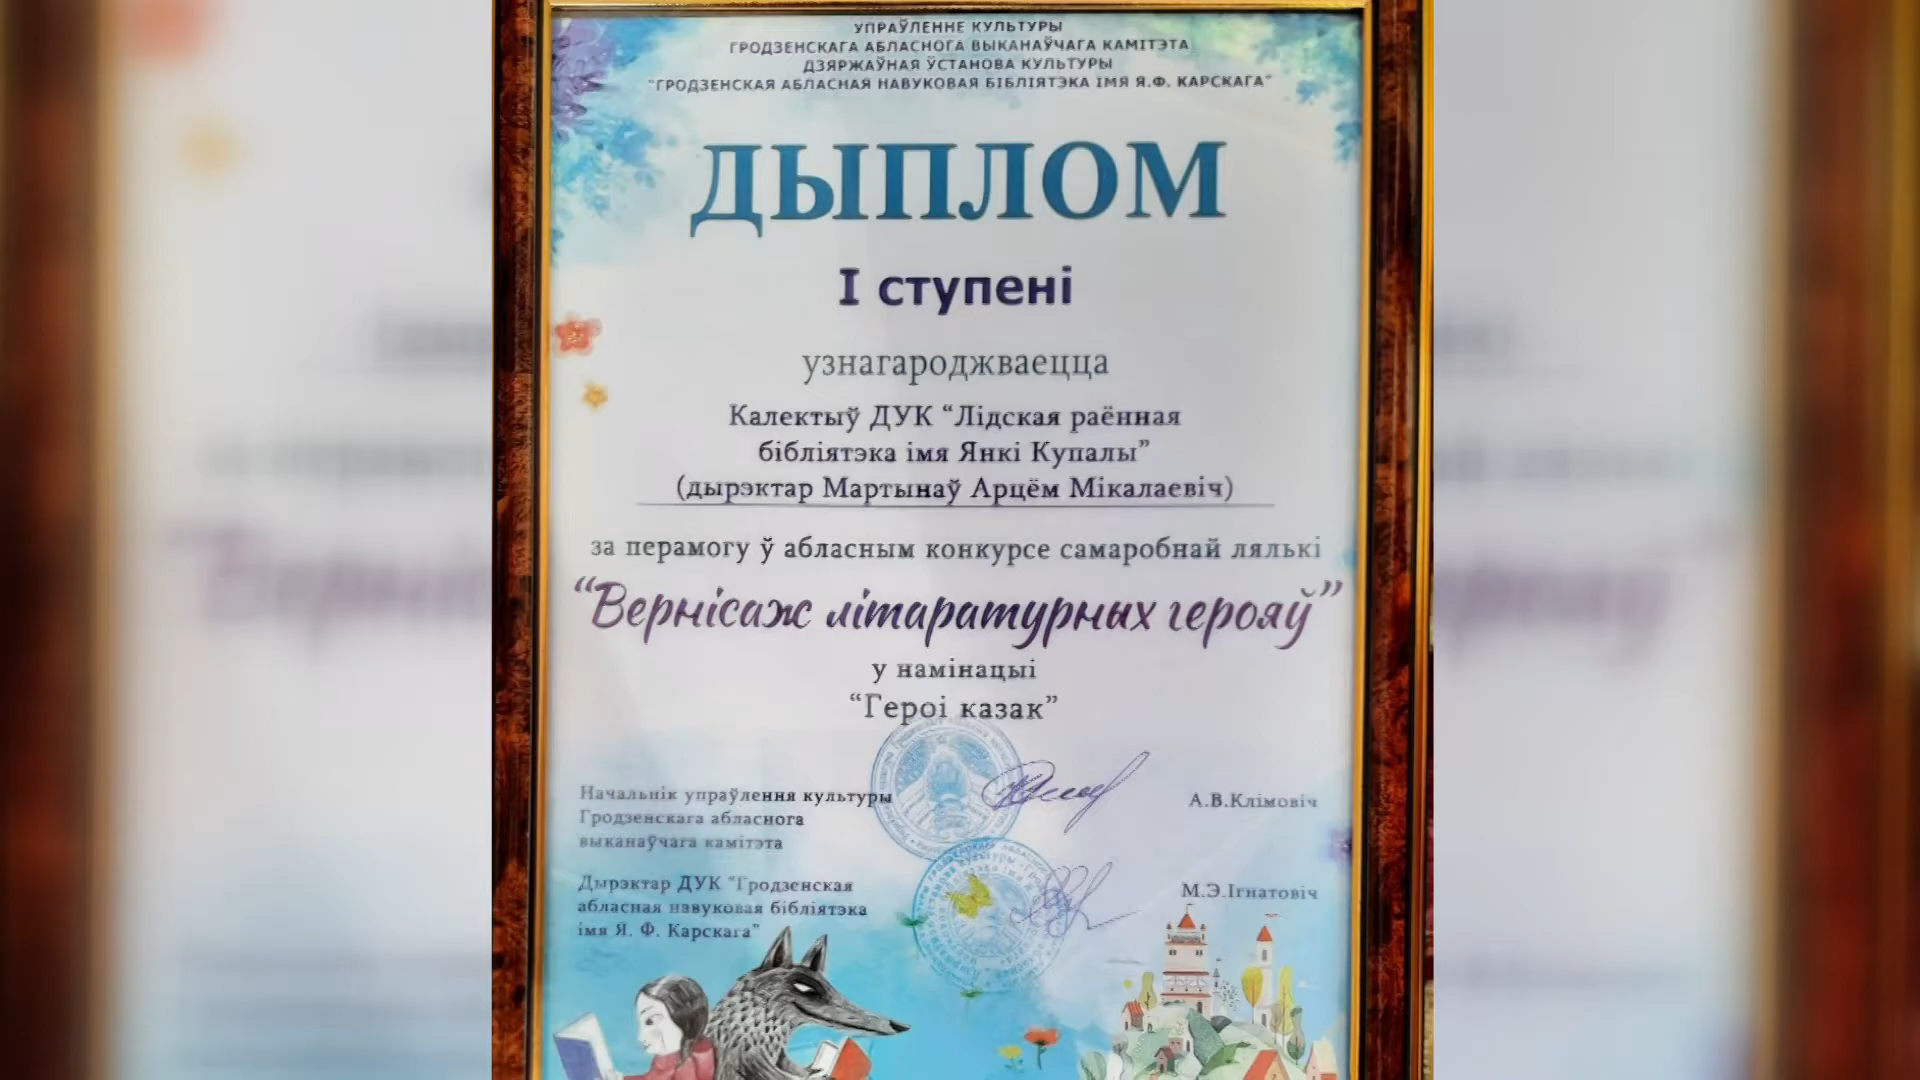 УПРАЎЛЕННЕ КУЛЬТУРЫ
ГРОДЗЕНСКАГА АБЛАСНОГА ВЫКАНАЎЧАГА КАМІТЭТА
ДЗЯРЖАЎНАЯ ЎСТАНОВА КУЛЬТУРЫ
"ГРОДЗЕНСКАЯ АБЛАСНАЯ НАВУКОВАЯ БІБЛІЯТЭКА ІМЯ Я.Ф. КАРСКАГА"
ДЫПЛОМ
І ступені
узнагароджваецца
Калектыў ДУК “Лідская раённая
бібліятэка імя Янкі Купалы”
(дырэктар Мартынаў Арцём Мікалаевіч)
за перамогу ў абласным конкурсе самаробнай лялькі
“Вернісаж літаратурных герояў”
у намінацыі
“Героі казак”
Начальнік упраўлення культуры
Гродзенскага абласнога
выканаўчага камітэта
А.В.Клімовіч
Дырэктар ДУК "Гродзенская
абласная навуковая бібліятэка
імя Я. Ф. Карскага"
М.Э.Ігнатовіч